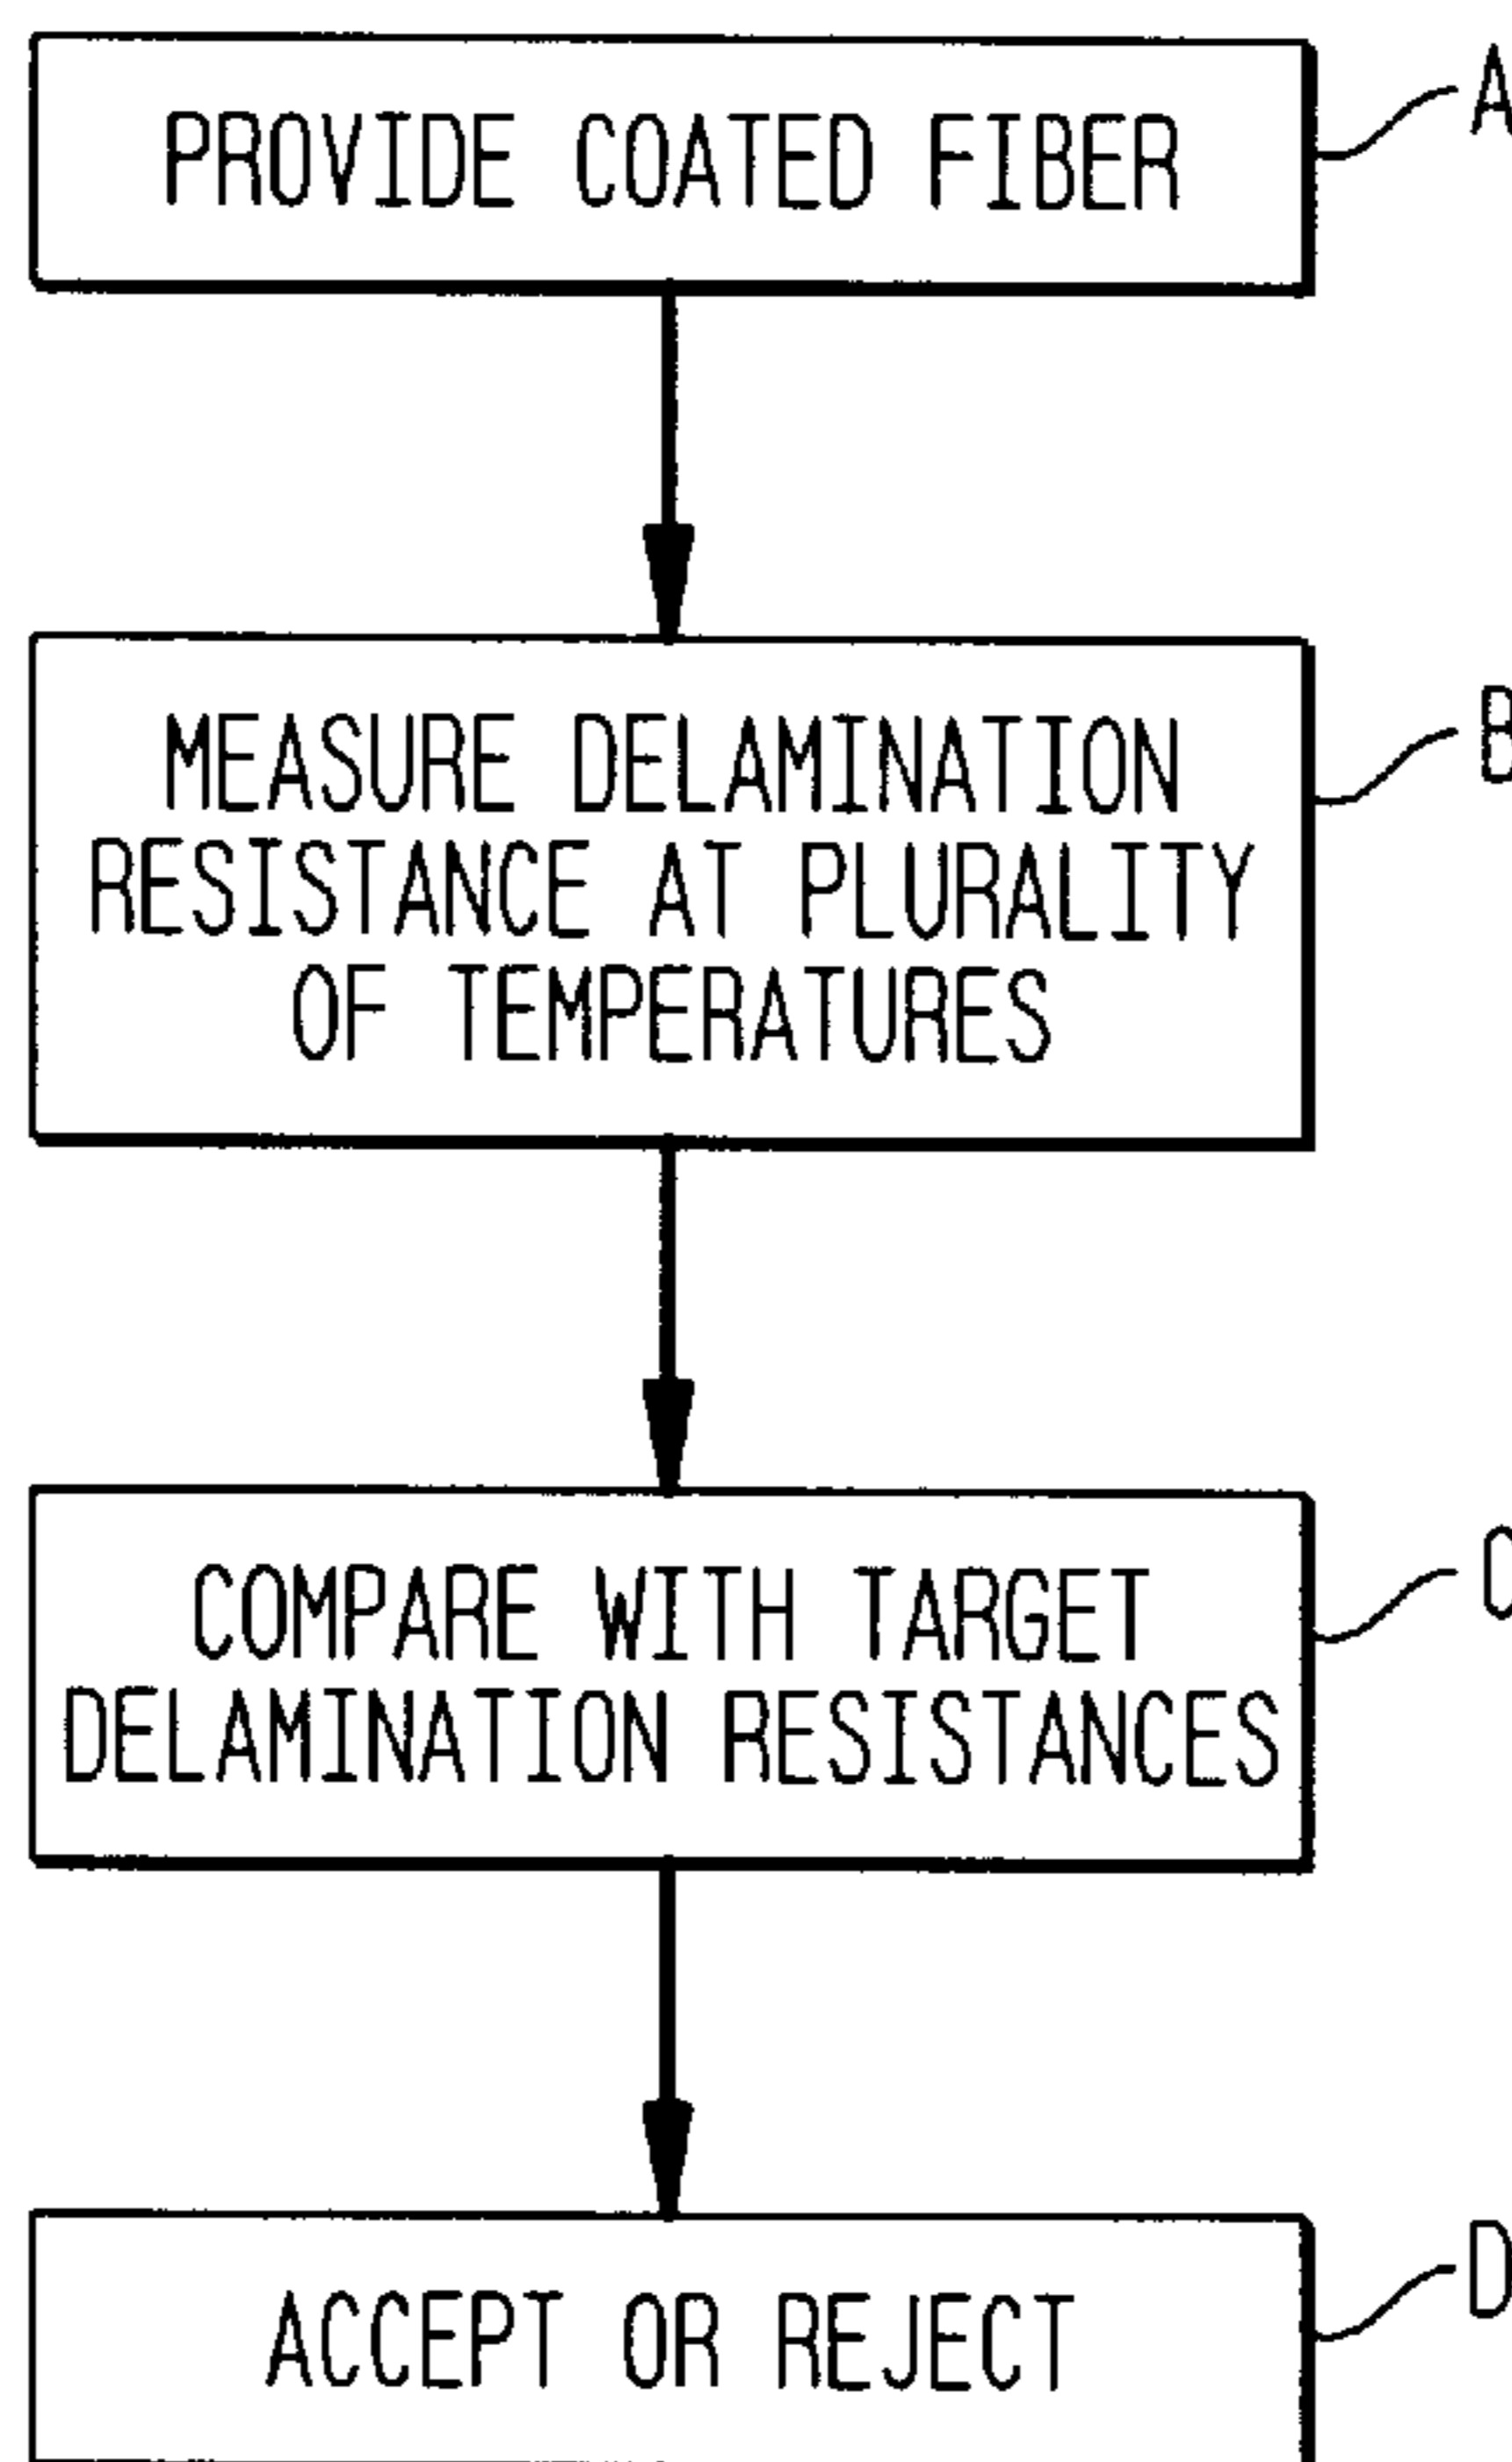 PROVIDE COATED FIBER
A
MEASURE DELAMINATION
RESISTANCE AT PLURALITY
OF TEMPERATURES
B
COMPARE WITH TARGET
DELAMINATION RESISTANCES
C
ACCEPT OR REJECT
D